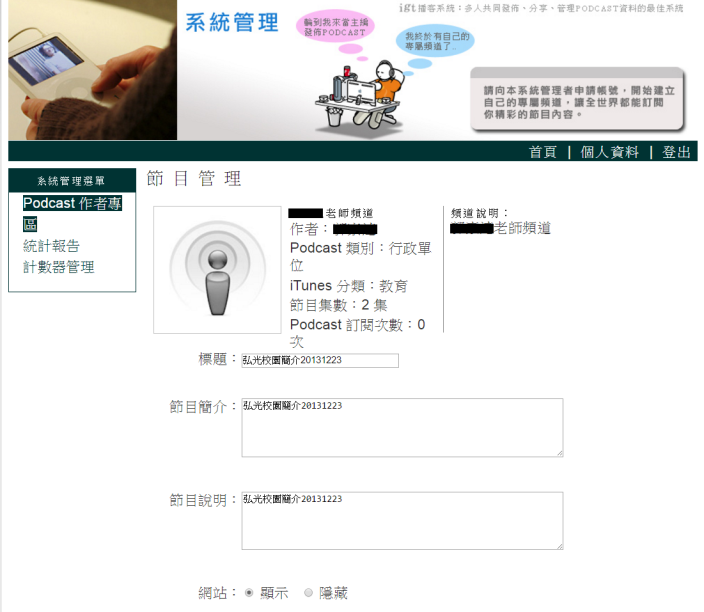 系統管理
輪到我來當主編
發佈PODCAST
我終於有自己的
專屬頻道了..
播客系統：多人共同發佈、分享、管理PODCAST資料的最佳系統
請向本系統管理者申請帳號，開始建立
自己的專屬頻道，讓全世界都能訂閱
你精彩的節目內容。
首頁 | 個人資料 | 登出
系統管理選單
Podcast 作者專
區
統計報告
計數器管理
節目管理
老師頻道
作者：
Podcast 類別：行政單
位
iTunes 分類：教育
節目集數：2 集
Podcast 訂閱次數：0
次
頻道說明：
老師頻道
標題：弘光校園簡介20131223
節目簡介：弘光校園簡介20131223
節目說明：弘光校園簡介20131223
網站： 顯示 隱藏